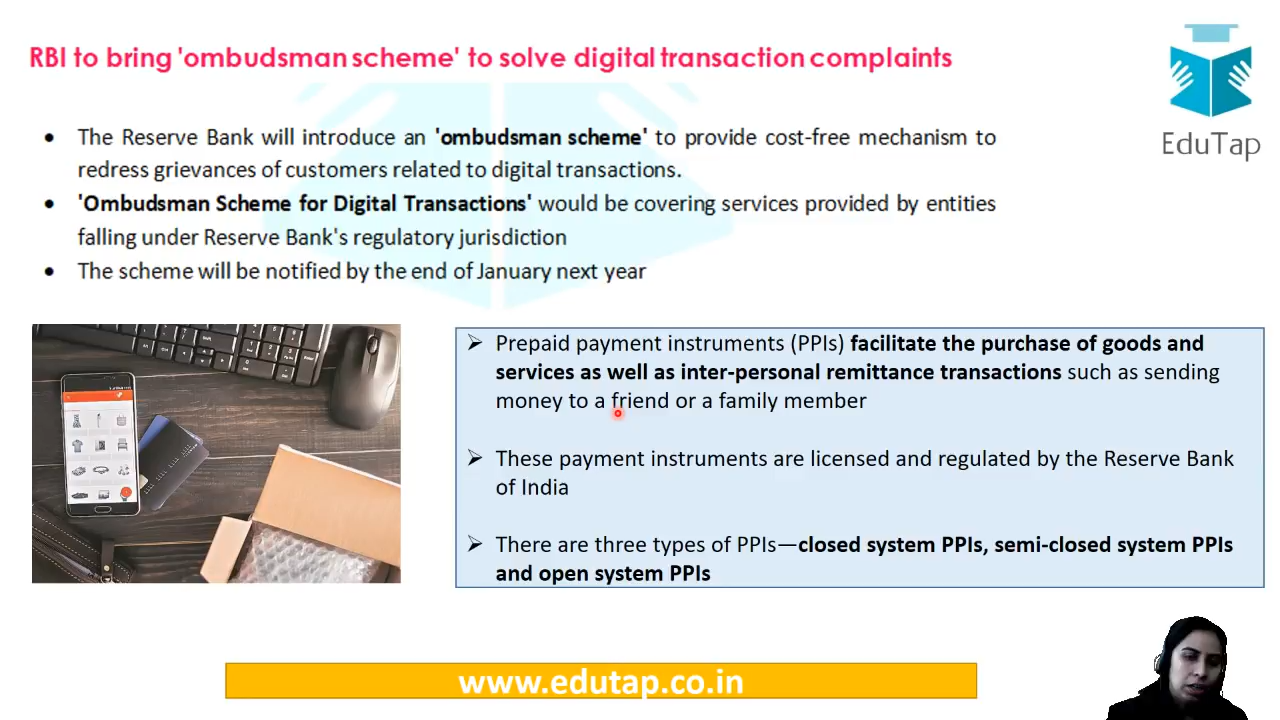 RBI to bring 'ombudsman scheme' to solve digital transaction complaints
EduTap
• The Reserve Bank will introduce an 'ombudsman scheme' to provide cost-free mechanism to
redress grievances of customers related to digital transactions.
• 'Ombudsman Scheme for Digital Transactions' would be covering services provided by entities
falling under Reserve Bank's regulatory jurisdiction
• The scheme will be notified by the end of January next year
➢ Prepaid payment instruments (PPIs) facilitate the purchase of goods and
services as well as inter-personal remittance transactions such as sending
money to a friend or a family member
➢ These payment instruments are licensed and regulated by the Reserve Bank
of India
➢ There are three types of PPIs—closed system PPIs, semi-closed system PPIs
and open system PPIs
www.edutap.co.in